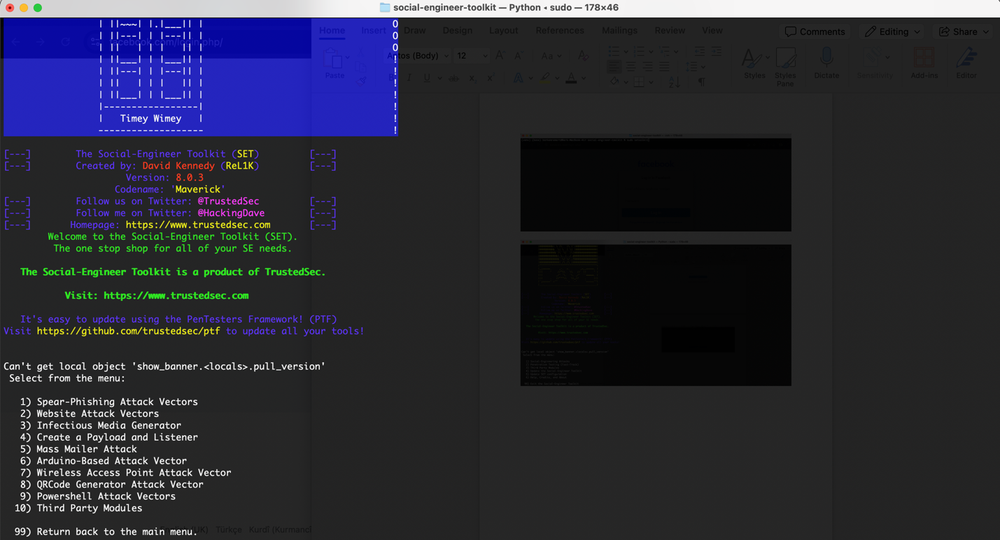 social-engineer-toolkit — Python ◂ sudo — 178×46
Home Insert Draw Design Layout References Mailings Review View Comments Editing Share
facebook.com/login.php/
(Body) 12
Paste Styles Styles Pane Dictate Sensitivity Add-ins Editor
| ||~~~| |.|___|| | O
| ||---| | |---|| | O
| || | | | || | O
| ||___| | |___|| | !
| ||---| | |---|| | !
| || | | | || | !
| ||___| | |___|| | !
|-----------------| !
| Timey Wimey | !
------------------- !
[---] The Social-Engineer Toolkit (SET) [---]
[---] Created by: David Kennedy (ReL1K) [---]
Version: 8.0.3
Codename: 'Maverick'
[---] Follow us on Twitter: @TrustedSec [---]
[---] Follow me on Twitter: @HackingDave [---]
[---] Homepage: https://www.trustedsec.com [---]
Welcome to the Social-Engineer Toolkit (SET).
The one stop shop for all of your SE needs.
The Social-Engineer Toolkit is a product of TrustedSec.
Visit: https://www.trustedsec.com
It's easy to update using the PenTesters Framework! (PTF)
Visit https://github.com/trustedsec/ptf to update all your tools!
Can't get local object 'show_banner.<locals>.pull_version'
Select from the menu:
1) Spear-Phishing Attack Vectors
2) Website Attack Vectors
3) Infectious Media Generator
4) Create a Payload and Listener
5) Mass Mailer Attack
6) Arduino-Based Attack Vector
7) Wireless Access Point Attack Vector
8) QRCode Generator Attack Vector
9) Powershell Attack Vectors
10) Third Party Modules
99) Return back to the main menu.
(UK) Türkçe Kurdî (Kurmancî